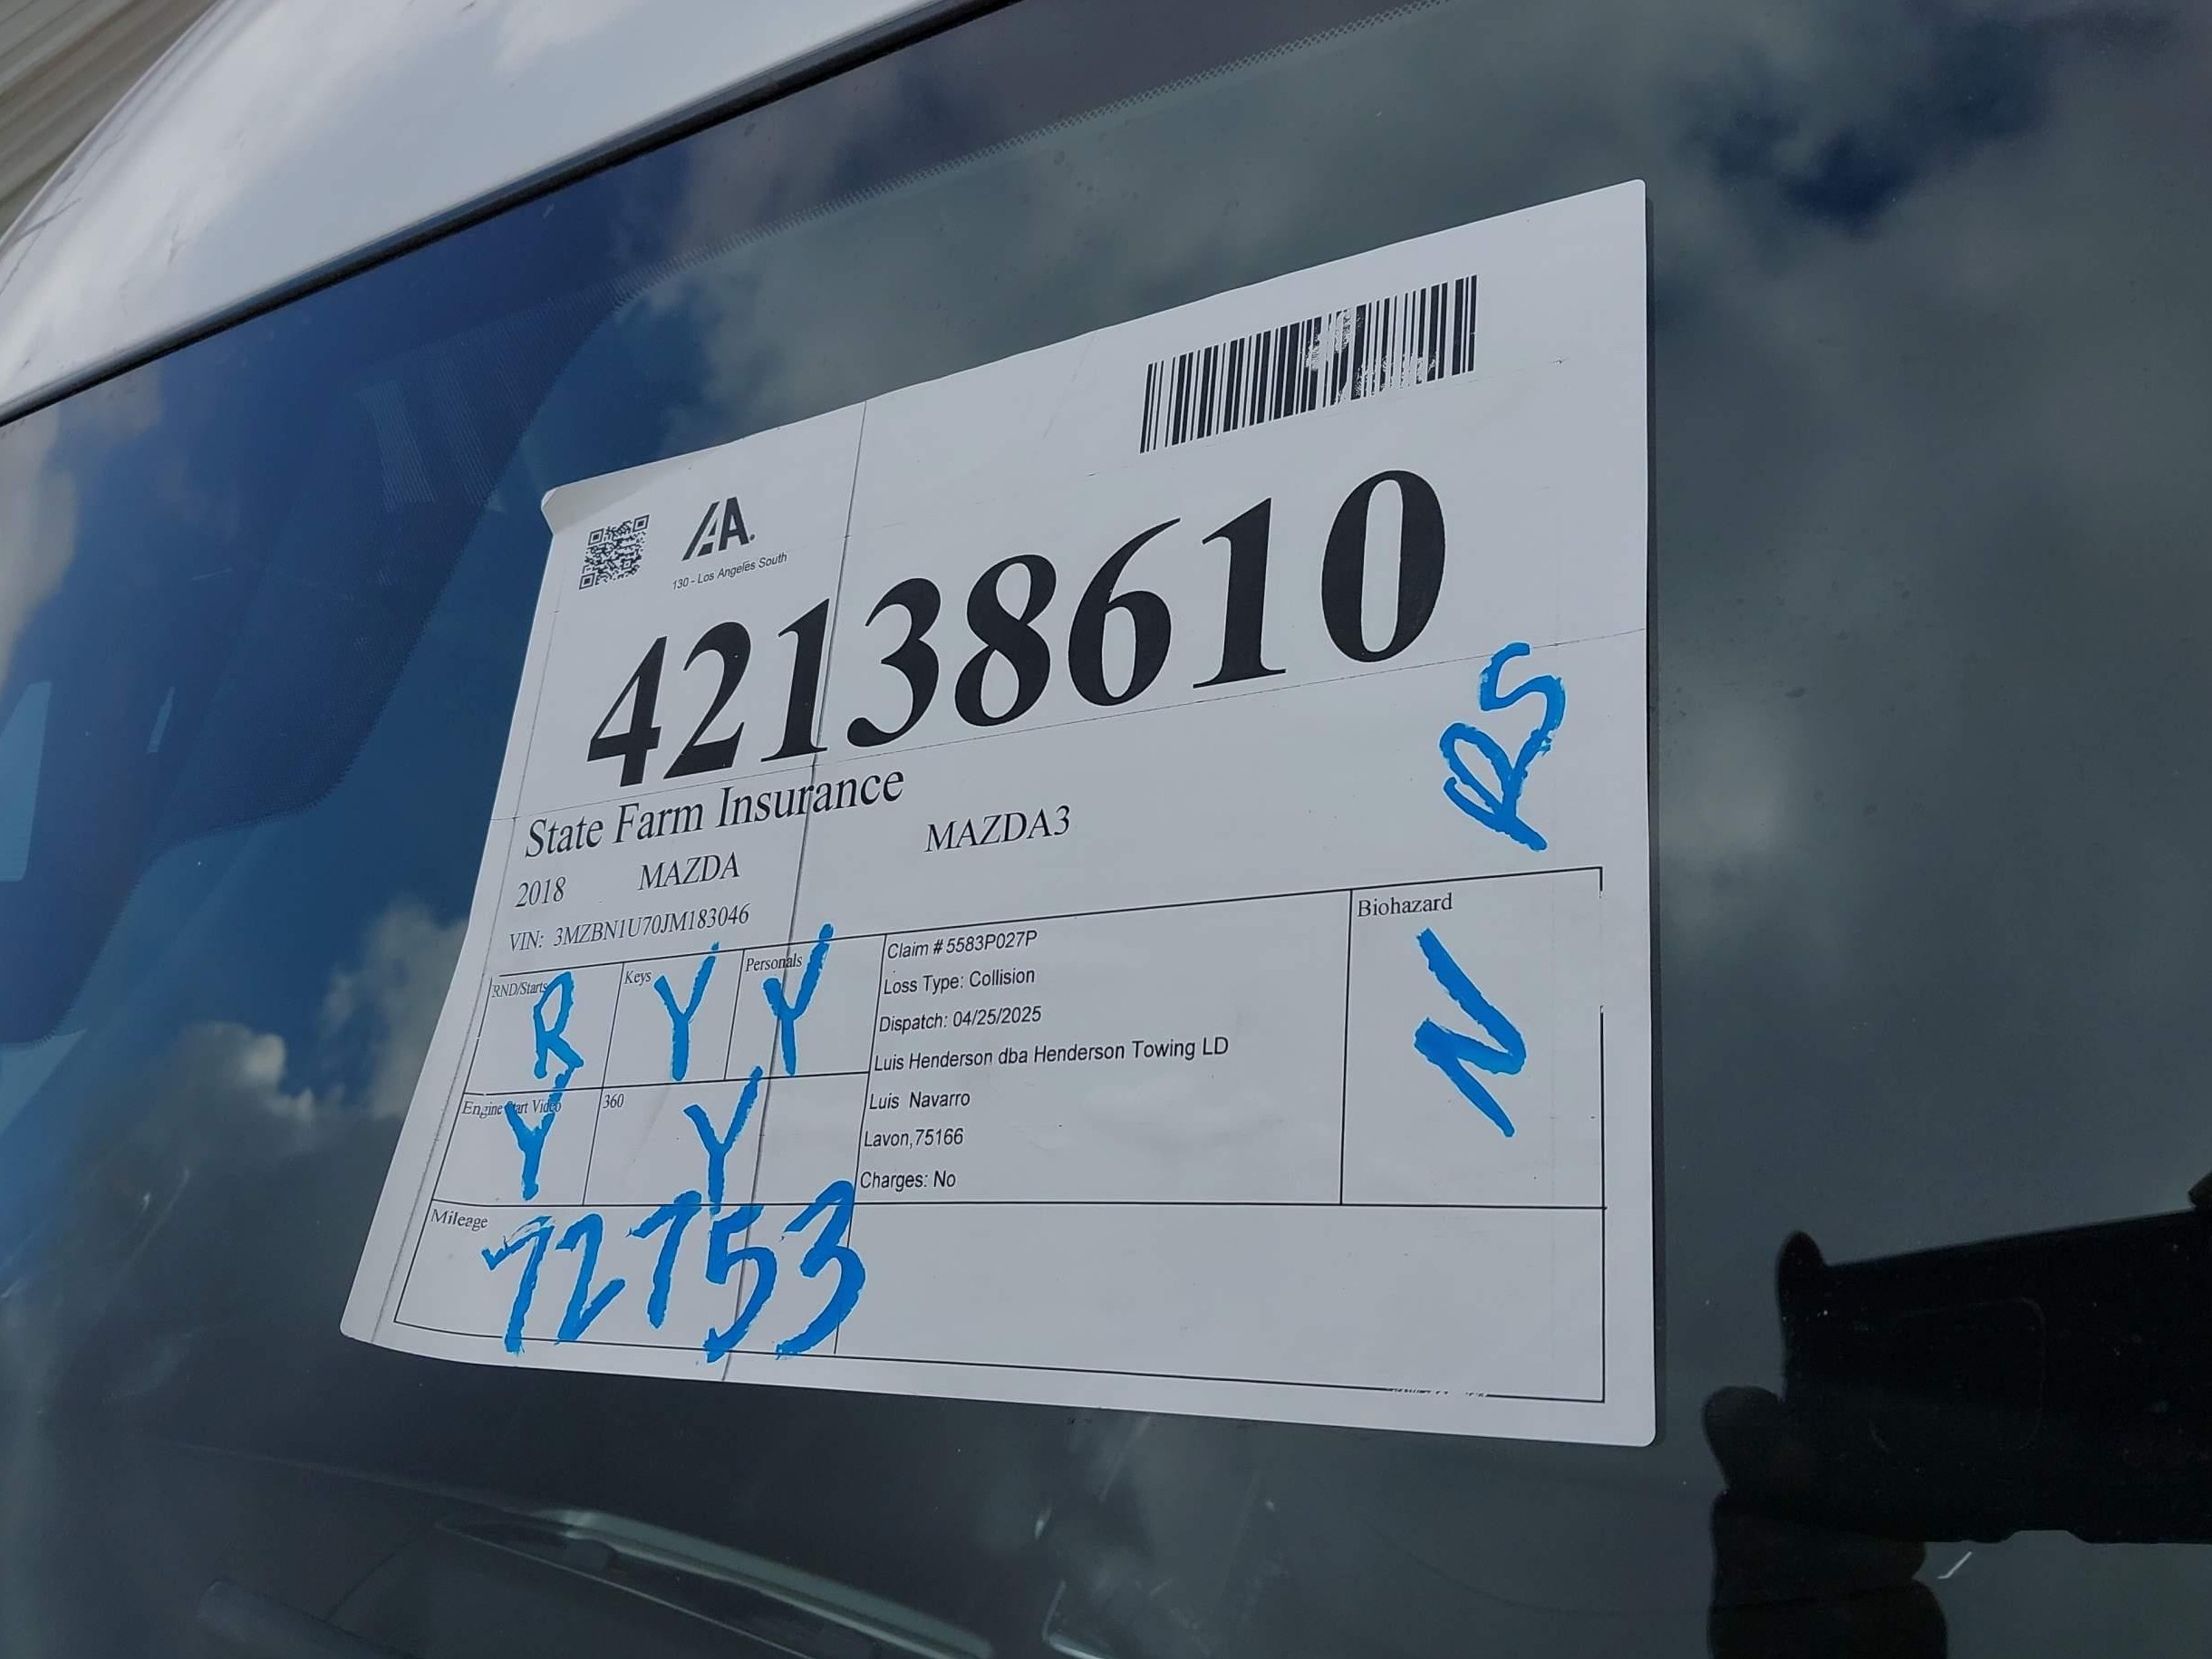 IAA.
130 - Los Angeles South
42138610
RS
State Farm Insurance
2018 MAZDA MAZDA3
VIN: 3MZBN1U70JM183046
RND/Starts R
Keys Y
Personals Y
Engine Start Video Y
360 Y
Claim # 5583P027P
Loss Type: Collision
Dispatch: 04/25/2025
Luis Henderson dba Henderson Towing LD
Luis Navarro
Lavon,75166
Charges: No
Biohazard N
Mileage 72753